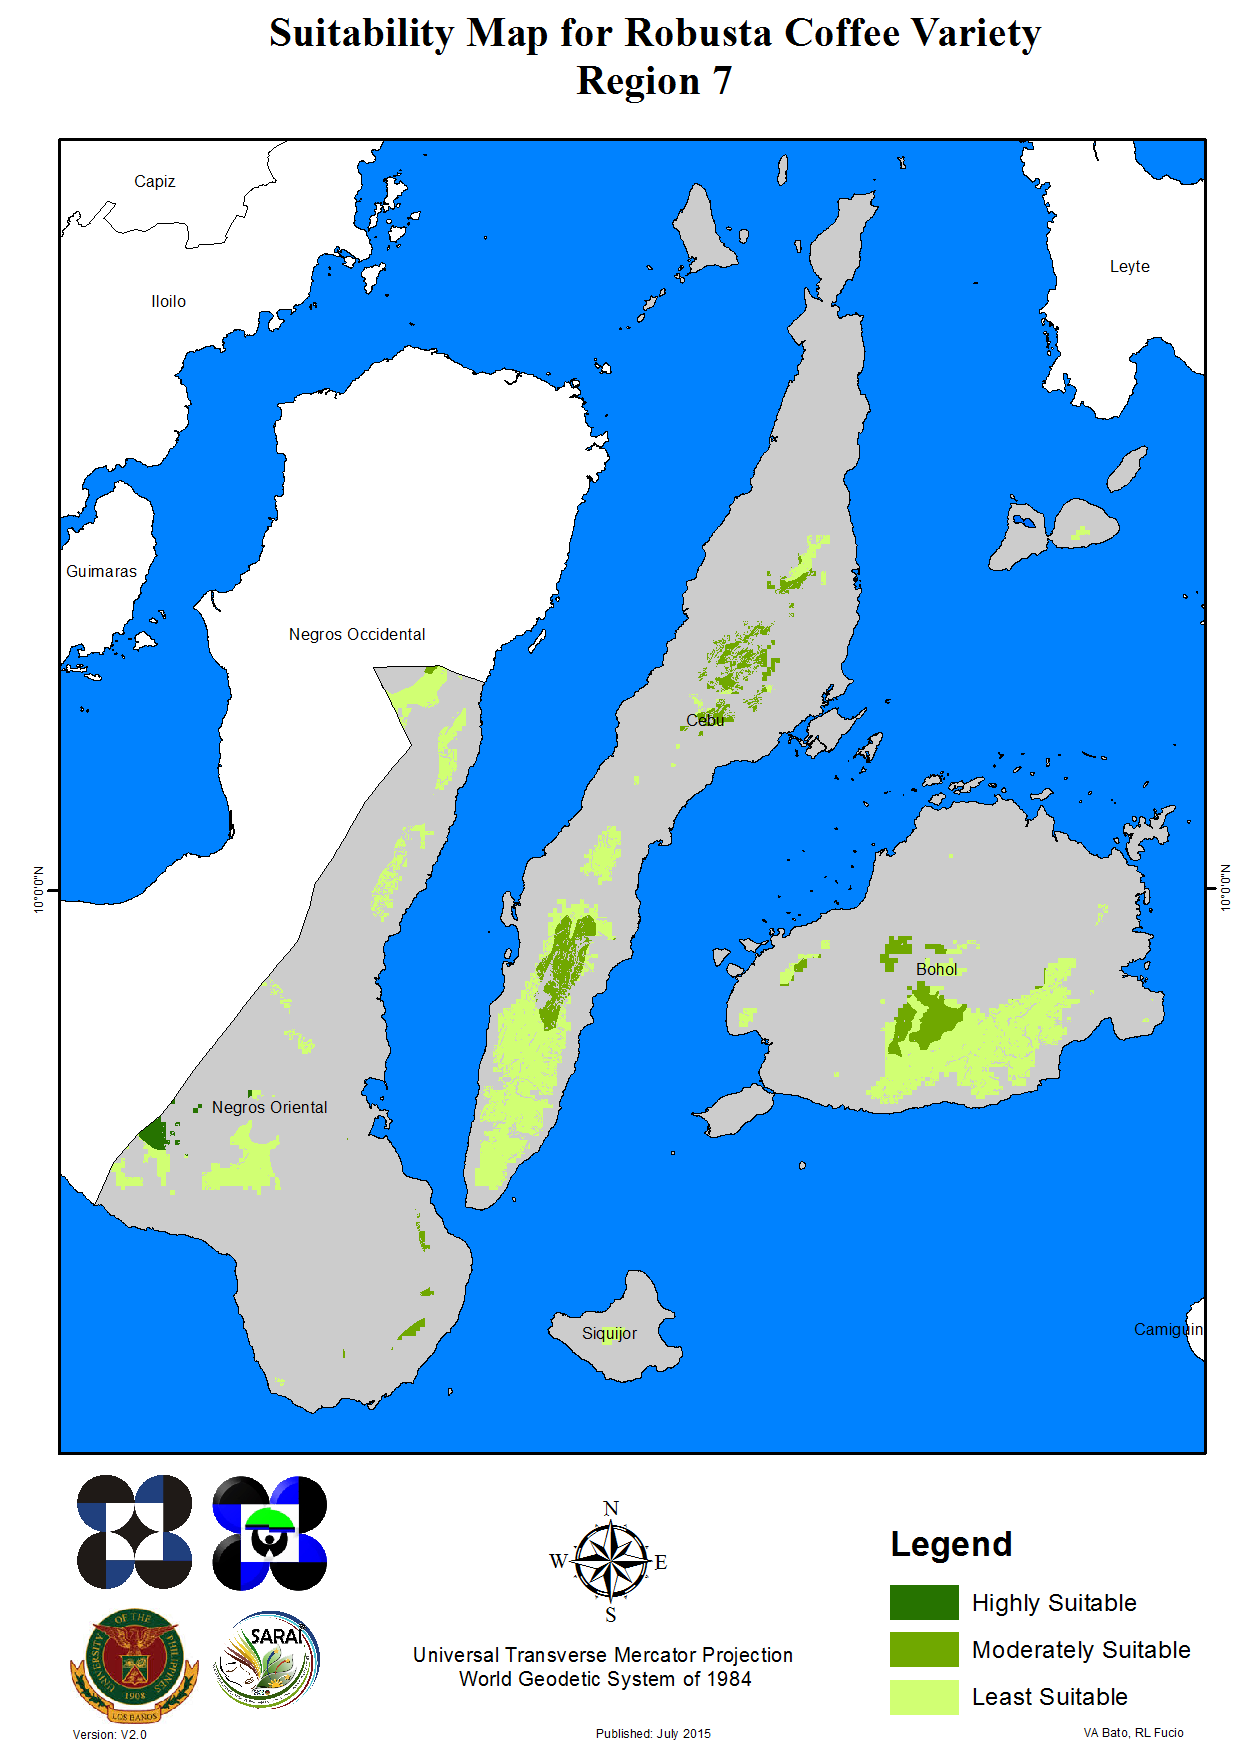 Suitability Map for Robusta Coffee Variety
Region 7
Capiz
Leyte
Iloilo
Guimaras
Negros Occidental
Cebu
10°0'0"N
10°0'0"N
Bohol
Negros Oriental
Siquijor
Camiguin
N
W E
S
Legend
Highly Suitable
Moderately Suitable
Least Suitable
UNIVERSITY OF THE PHILIPPINES
1908
LOS BAÑOS
SARAI
Universal Transverse Mercator Projection
World Geodetic System of 1984
Version: V2.0
Published: July 2015
VA Bato, RL Fucio